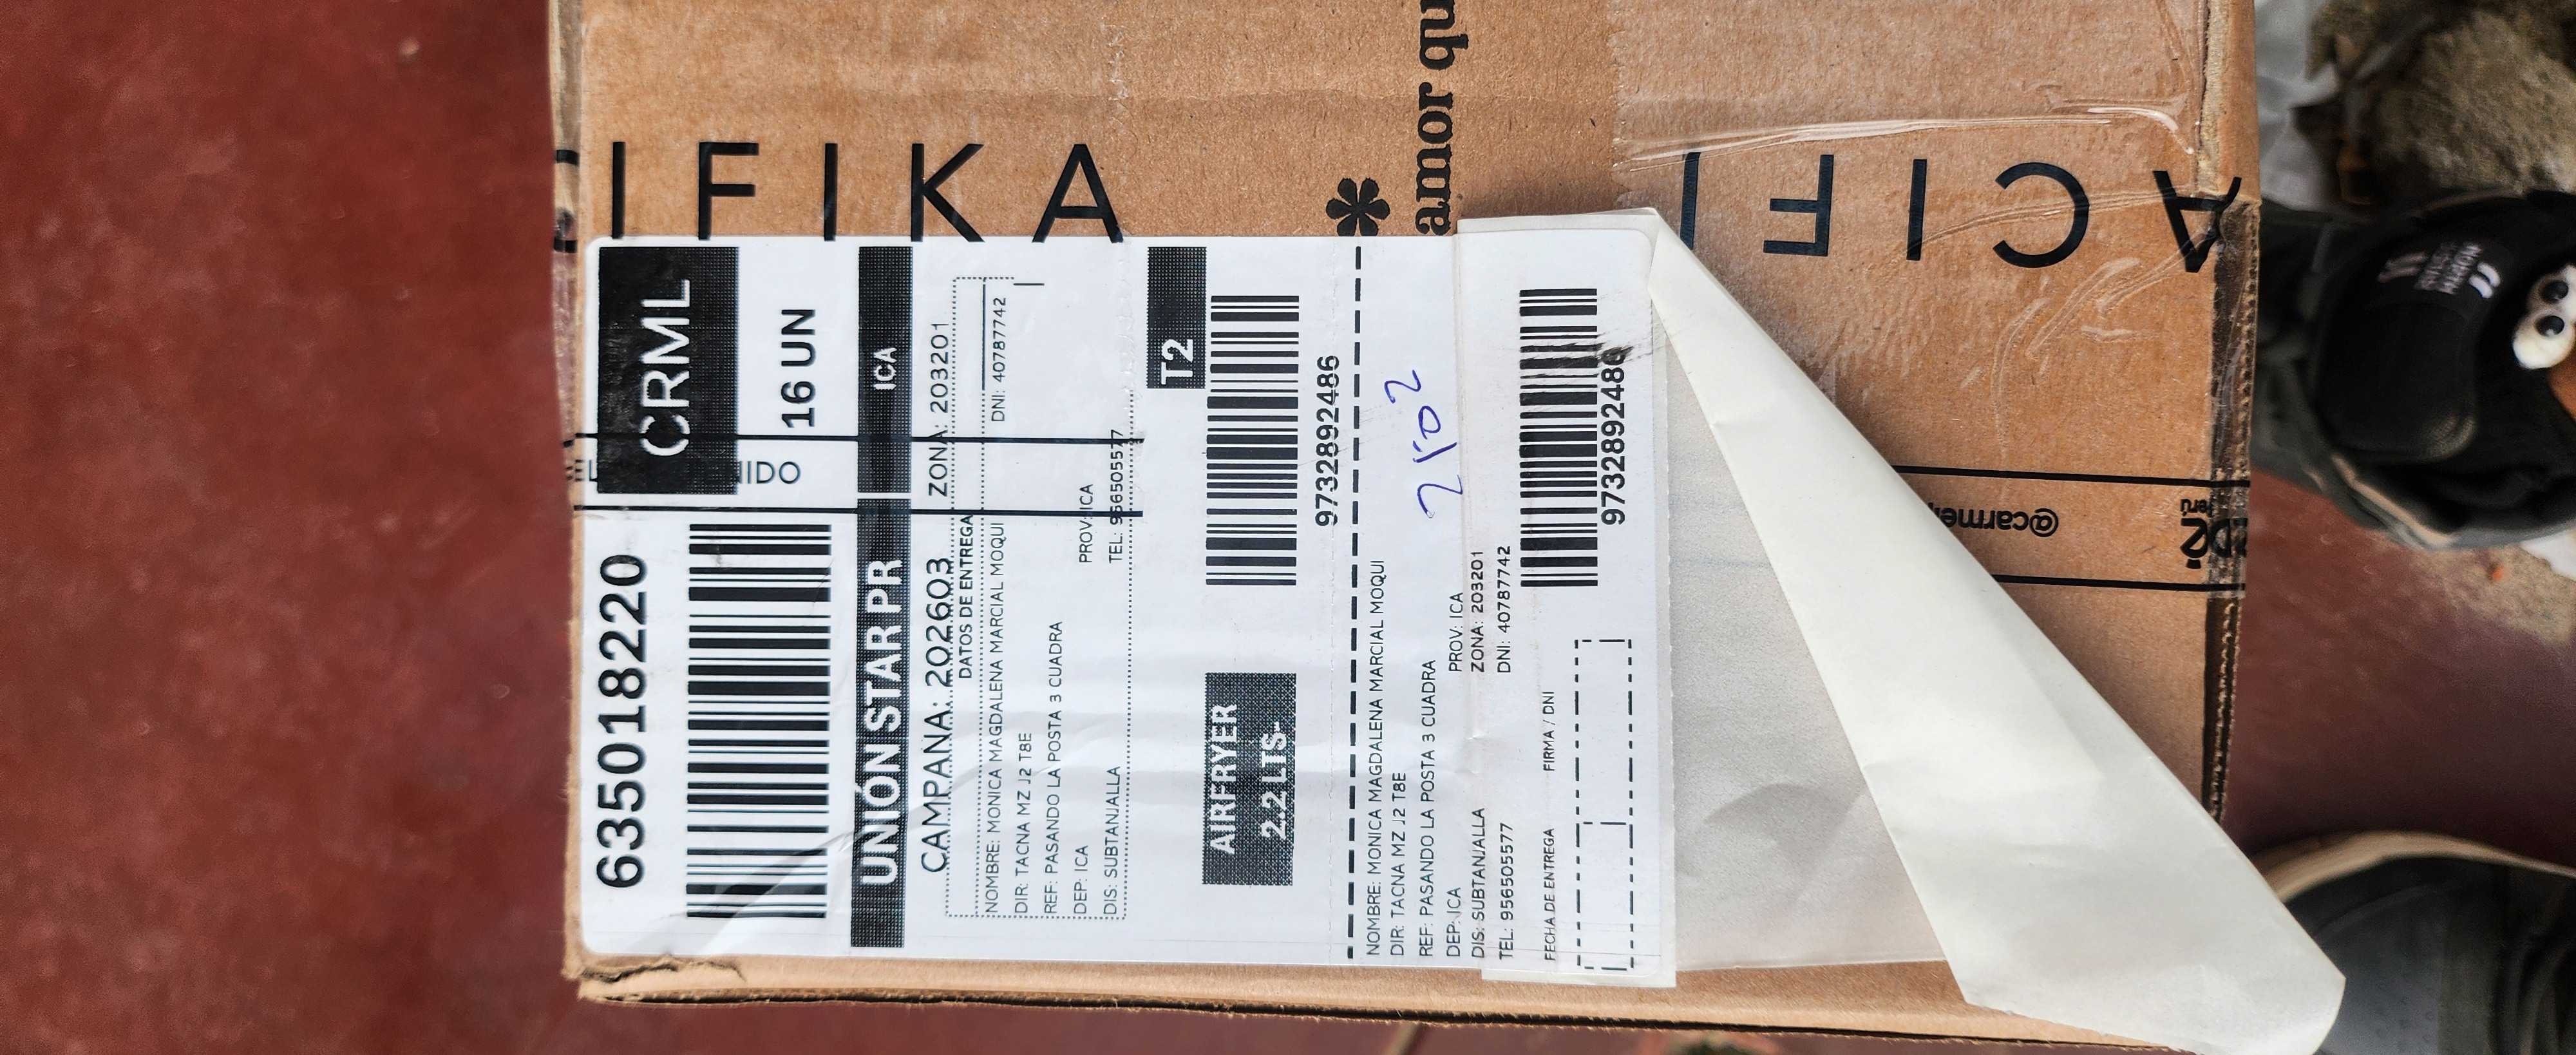 IFIKA
amor qu
ACIFI
CRML
NIDO
16 UN
6350182​20
UNIÓN STAR PR ICA
CAMPAÑA: 202603 ZONA: 203201
DATOS DE ENTREGA
NOMBRE: MONICA MAGDALENA MARCIAL MOQUI DNI: 40787742
DIR: TACNA MZ J2 T8E
REF: PASANDO LA POSTA 3 CUADRA
DEP: ICA PROV: ICA
DIS: SUBTANJALLA TEL: 956505577
T2
AIRFRYER
2.2 LTS-
9732892486
NOMBRE: MONICA MAGDALENA MARCIAL MOQUI
DIR: TACNA MZ J2 T8E
REF: PASANDO LA POSTA 3 CUADRA
DEP: ICA PROV: ICA
DIS: SUBTANJALLA ZONA: 203201
TEL: 956505577 DNI: 40787742
2102
FECHA DE ENTREGA FIRMA / DNI
9732892486
@carme